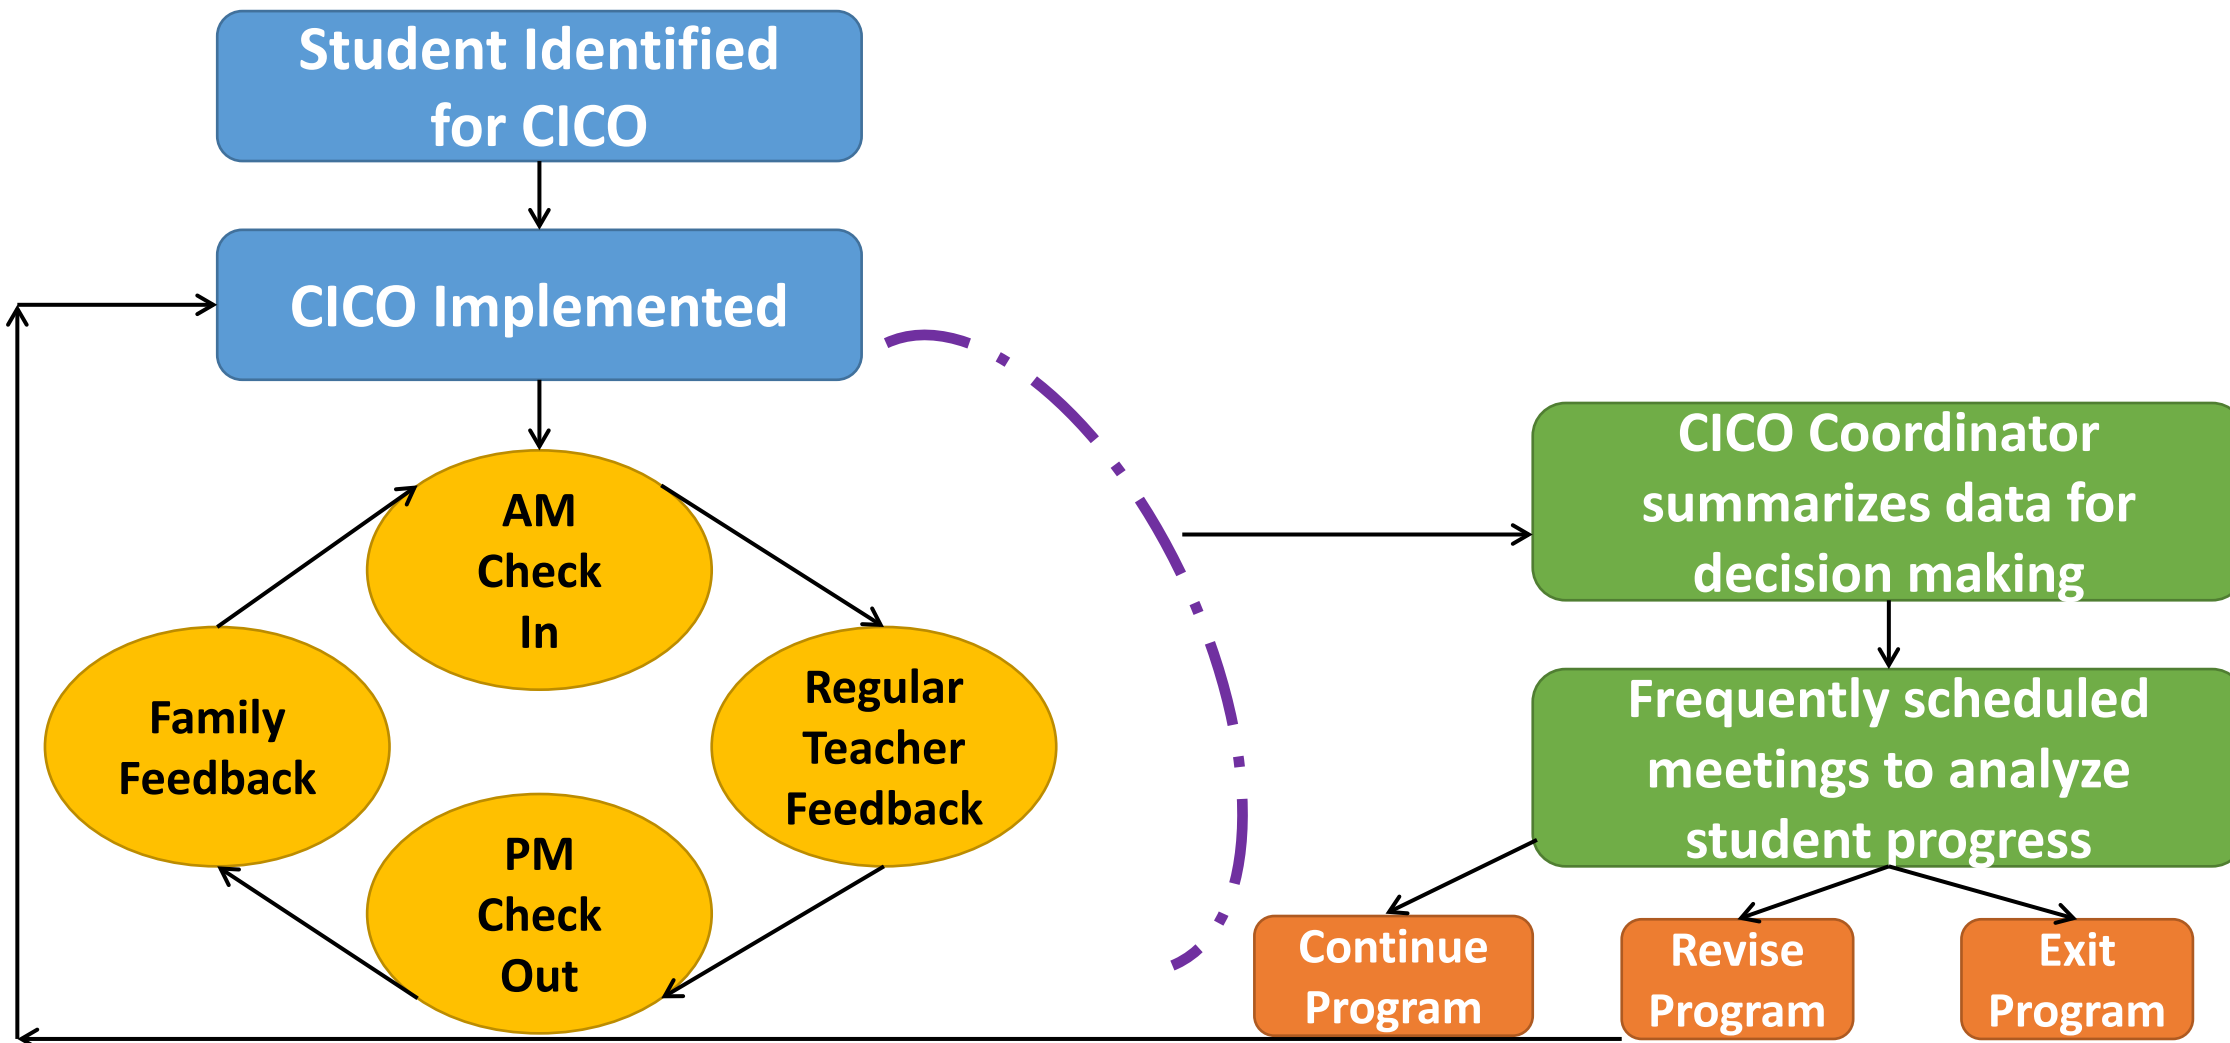 Student Identified
for CICO
CICO Implemented
AM
Check
In
Regular
Teacher
Feedback
PM
Check
Out
Family
Feedback
CICO Coordinator
summarizes data for
decision making
Frequently scheduled
meetings to analyze
student progress
Continue
Program
Revise
Program
Exit
Program